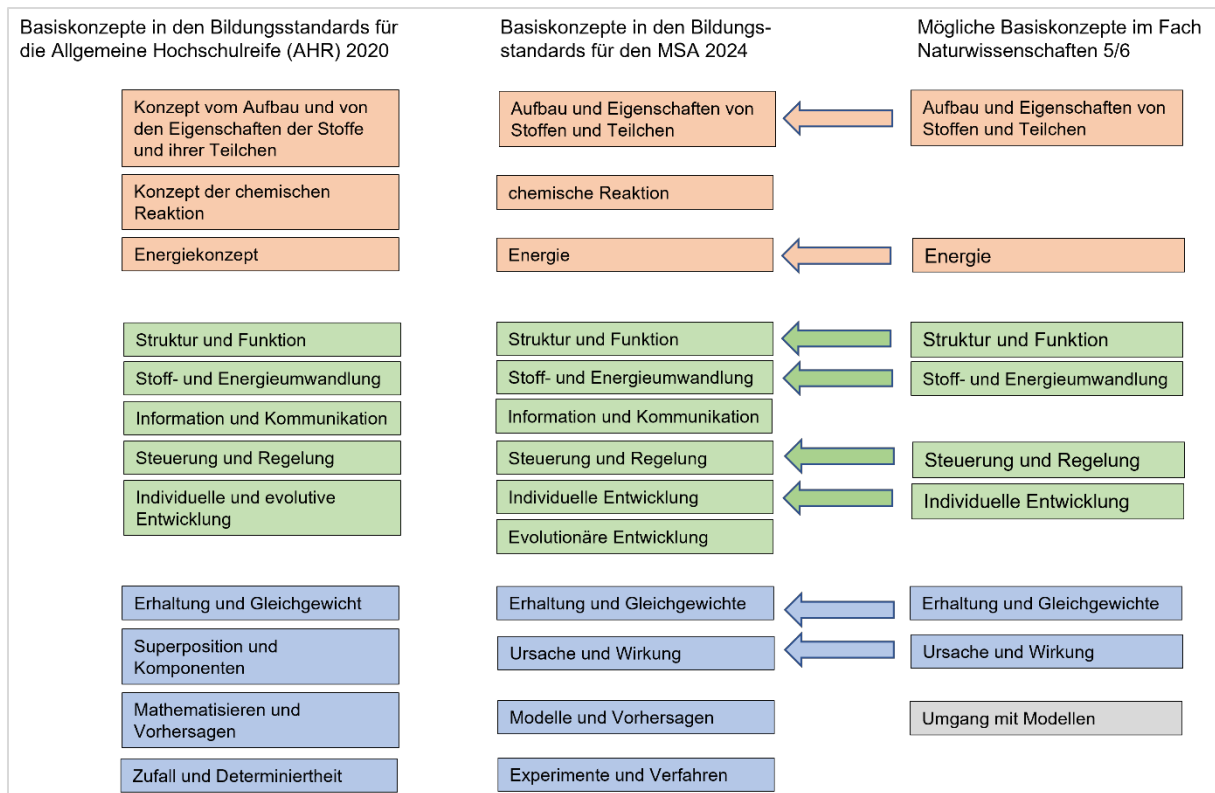 Basiskonzepte in den Bildungsstandards für
die Allgemeine Hochschulreife (AHR) 2020
Basiskonzepte in den Bildungs-
standards für den MSA 2024
Mögliche Basiskonzepte im Fach
Naturwissenschaften 5/6
Konzept vom Aufbau und von
den Eigenschaften der Stoffe
und ihrer Teilchen
Aufbau und Eigenschaften von
Stoffen und Teilchen
Aufbau und Eigenschaften von
Stoffen und Teilchen
Konzept der chemischen
Reaktion
chemische Reaktion
Energiekonzept
Energie
Energie
Struktur und Funktion
Struktur und Funktion
Struktur und Funktion
Stoff- und Energieumwandlung
Stoff- und Energieumwandlung
Stoff- und Energieumwandlung
Information und Kommunikation
Information und Kommunikation
Steuerung und Regelung
Steuerung und Regelung
Steuerung und Regelung
Individuelle und evolutive
Entwicklung
Individuelle Entwicklung
Individuelle Entwicklung
Evolutionäre Entwicklung
Erhaltung und Gleichgewicht
Erhaltung und Gleichgewichte
Erhaltung und Gleichgewichte
Superposition und
Komponenten
Ursache und Wirkung
Ursache und Wirkung
Mathematisieren und
Vorhersagen
Modelle und Vorhersagen
Umgang mit Modellen
Zufall und Determiniertheit
Experimente und Verfahren